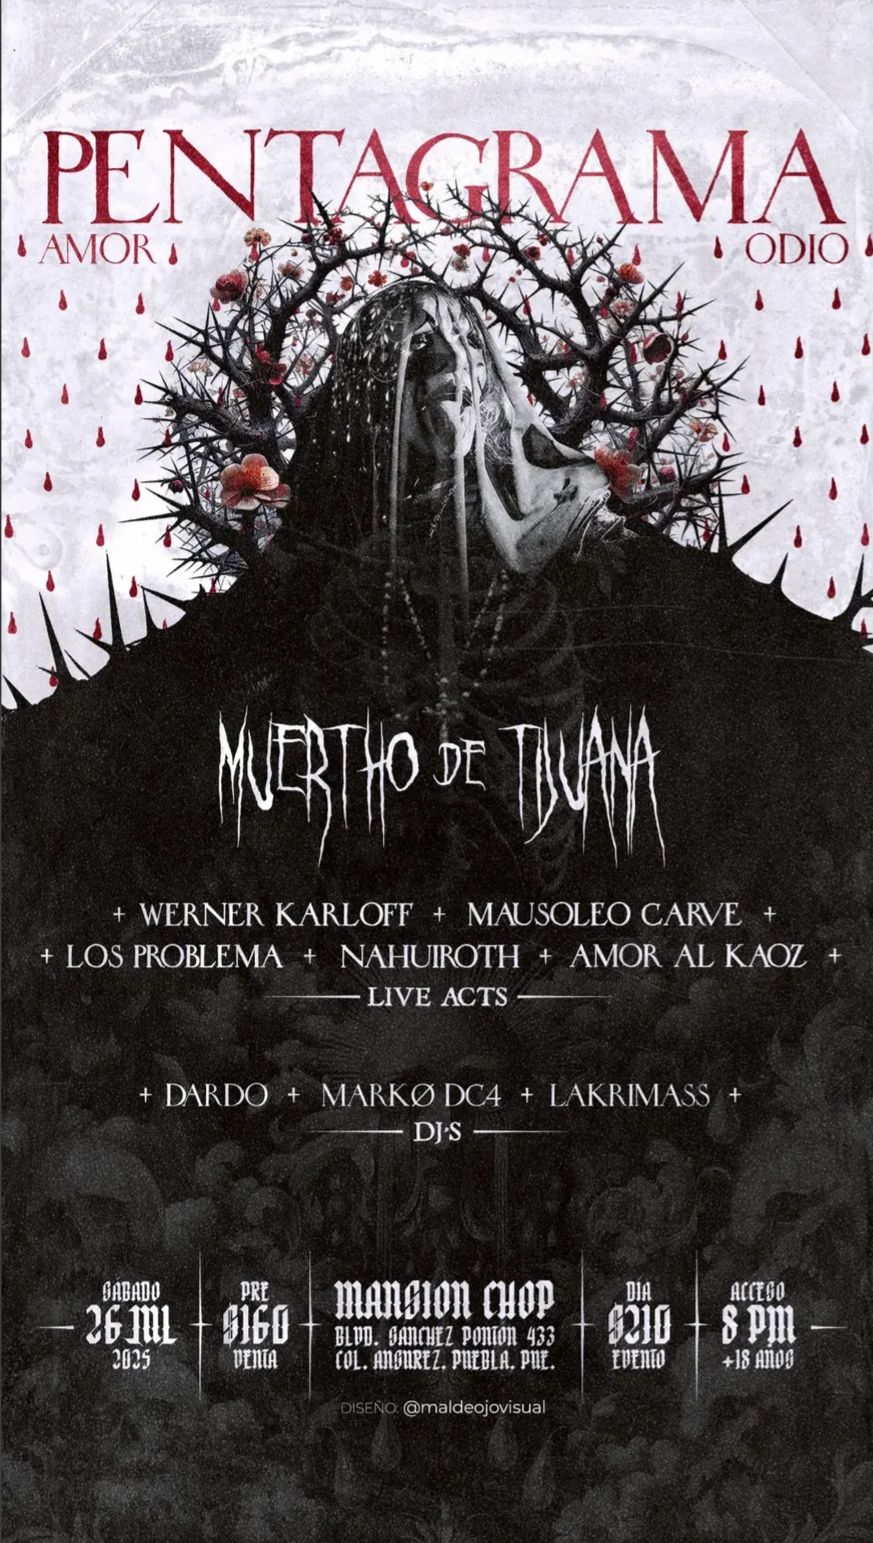 PENTAGRAMA
AMOR ODIO
MUERTHO DE TIJUANA
+ WERNER KARLOFF + MAUSOLEO CARVE +
+ LOS PROBLEMA + NAHUIROTH + AMOR AL KAOZ +
LIVE ACTS
+ DARDO + MARKØ DC4 + LAKRIMASS +
DJ'S
SABADO
26 JUL
2025
PRE
$160
VENTA
MANSION CHOP
BLVD. SANCHEZ PONTON 433
COL. ANGUREZ. PUEBLA. PUE.
DIA
$210
EVENTO
ACCESO
8 PM
+18 AÑOS
DISEÑO: @maldeojovisual